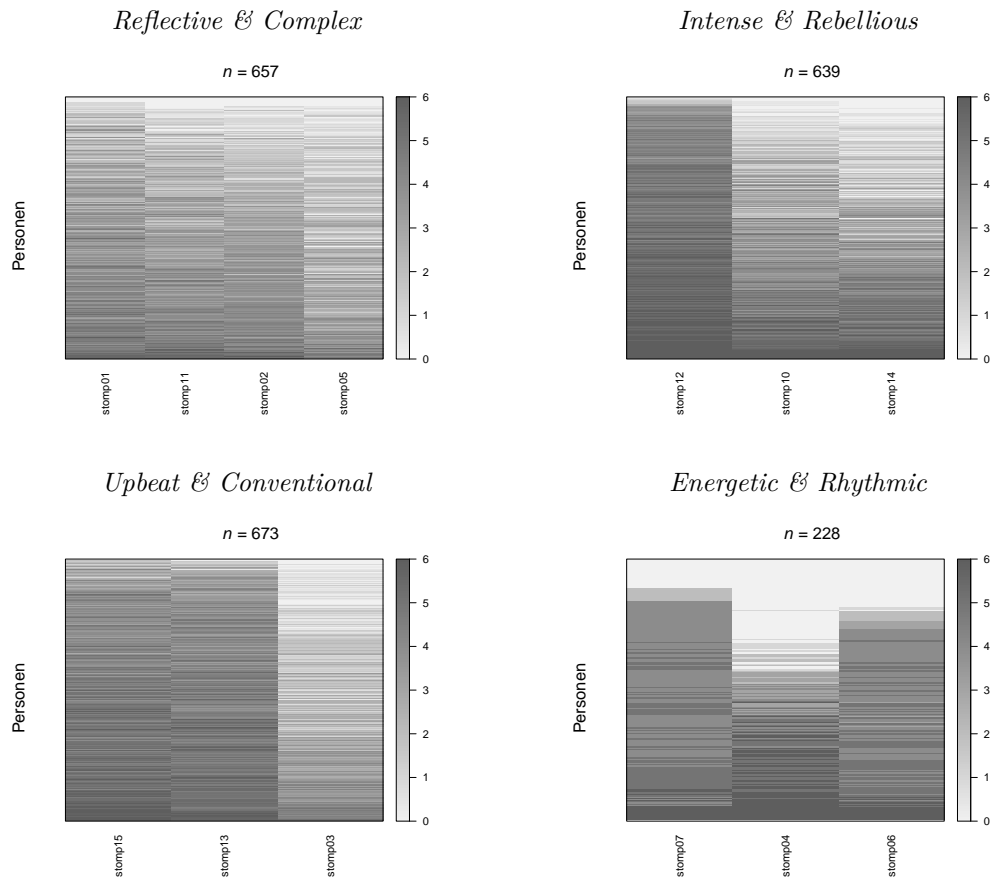 Reflective & Complex
n = 657
Personen
6
5
4
3
2
1
0
stomp01
stomp11
stomp02
stomp05
Intense & Rebellious
n = 639
Personen
6
5
4
3
2
1
0
stomp12
stomp10
stomp14
Upbeat & Conventional
n = 673
Personen
6
5
4
3
2
1
0
stomp15
stomp13
stomp03
Energetic & Rhythmic
n = 228
Personen
6
5
4
3
2
1
0
stomp07
stomp04
stomp06